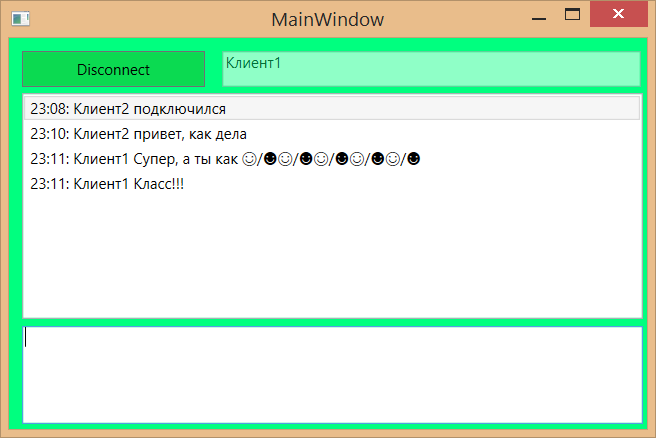 MainWindow
Disconnect
Клиент1
23:08: Клиент2 подключился
23:10: Клиент2 привет, как дела
23:11: Клиент1 Супер, а ты как ☺/☻☺/☻☺/☻☺/☻☺/☻
23:11: Клиент1 Класс!!!